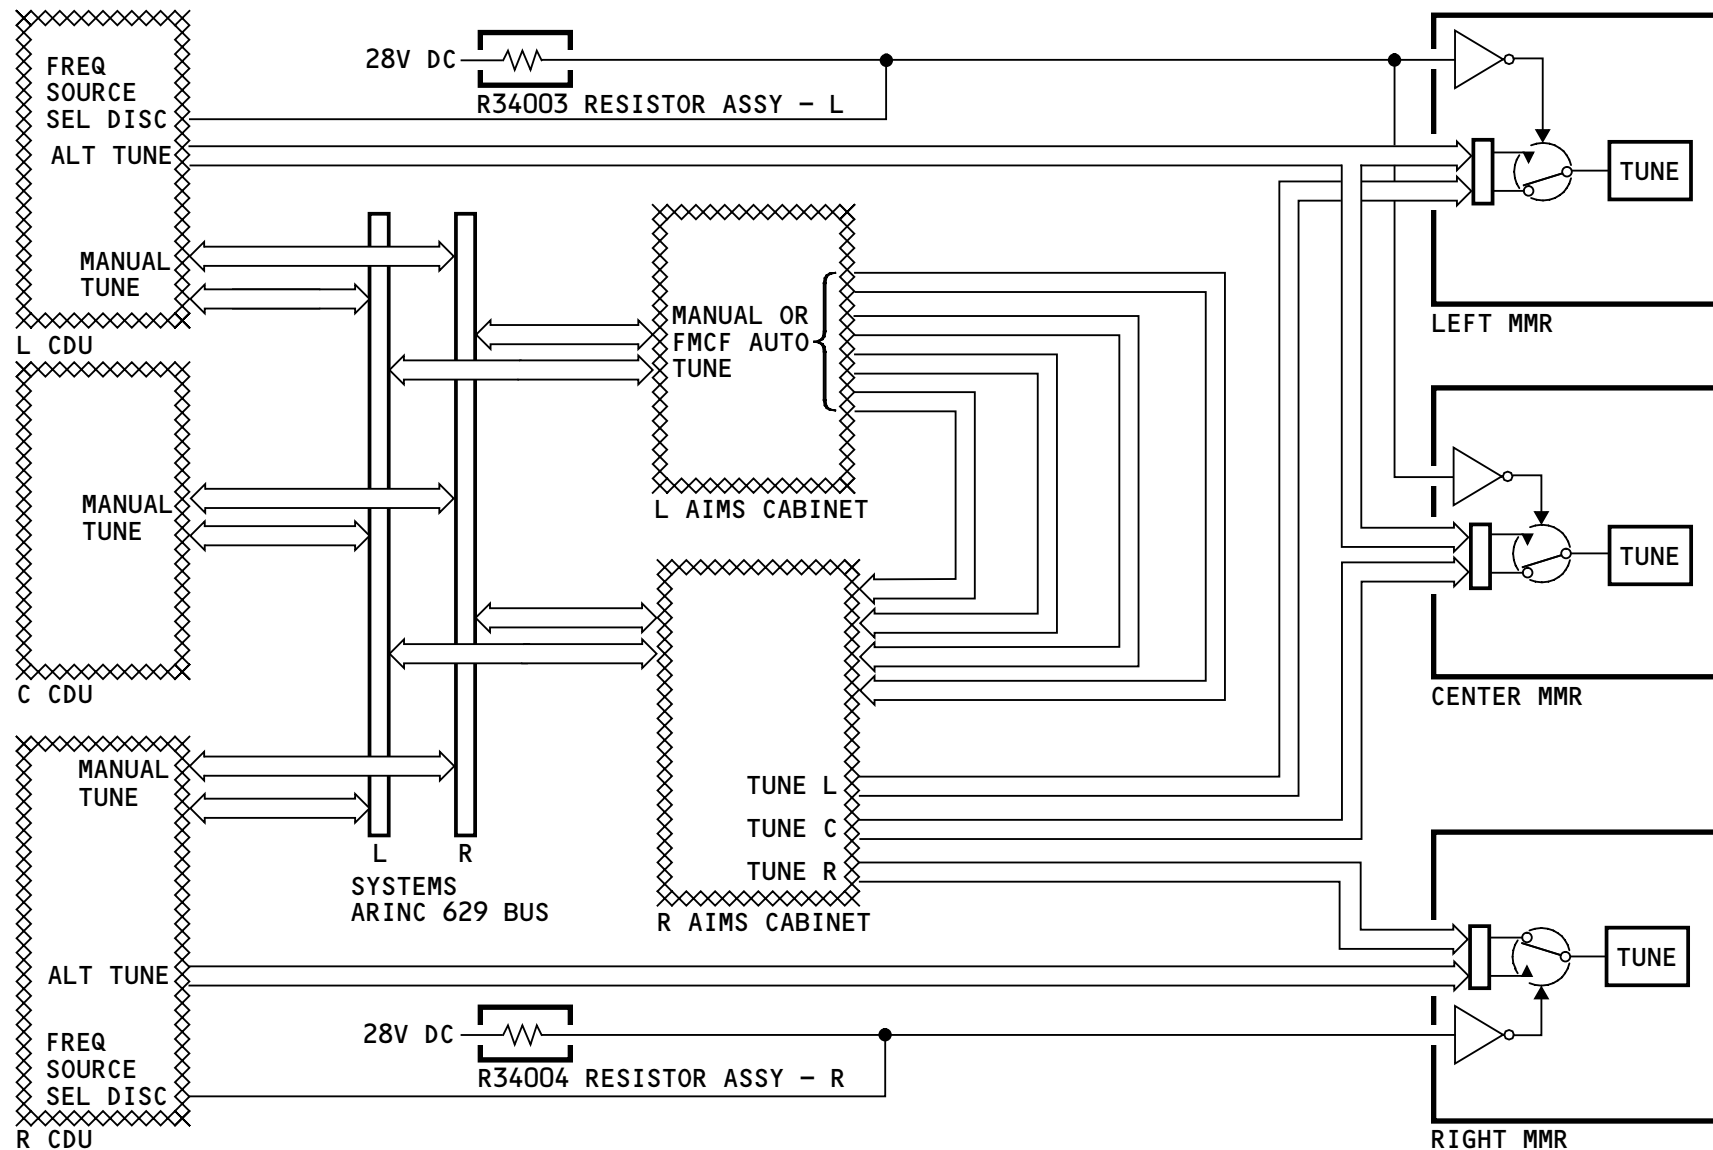 FREQ
SOURCE
SEL DISC
ALT TUNE
MANUAL
TUNE
L CDU
28V DC
R34003 RESISTOR ASSY - L
MANUAL OR
FMCF AUTO
TUNE
L AIMS CABINET
TUNE
LEFT MMR
MANUAL
TUNE
C CDU
TUNE
CENTER MMR
MANUAL
TUNE
L
R
SYSTEMS
ARINC 629 BUS
TUNE L
TUNE C
TUNE R
R AIMS CABINET
ALT TUNE
FREQ
SOURCE
SEL DISC
R CDU
28V DC
R34004 RESISTOR ASSY - R
TUNE
RIGHT MMR